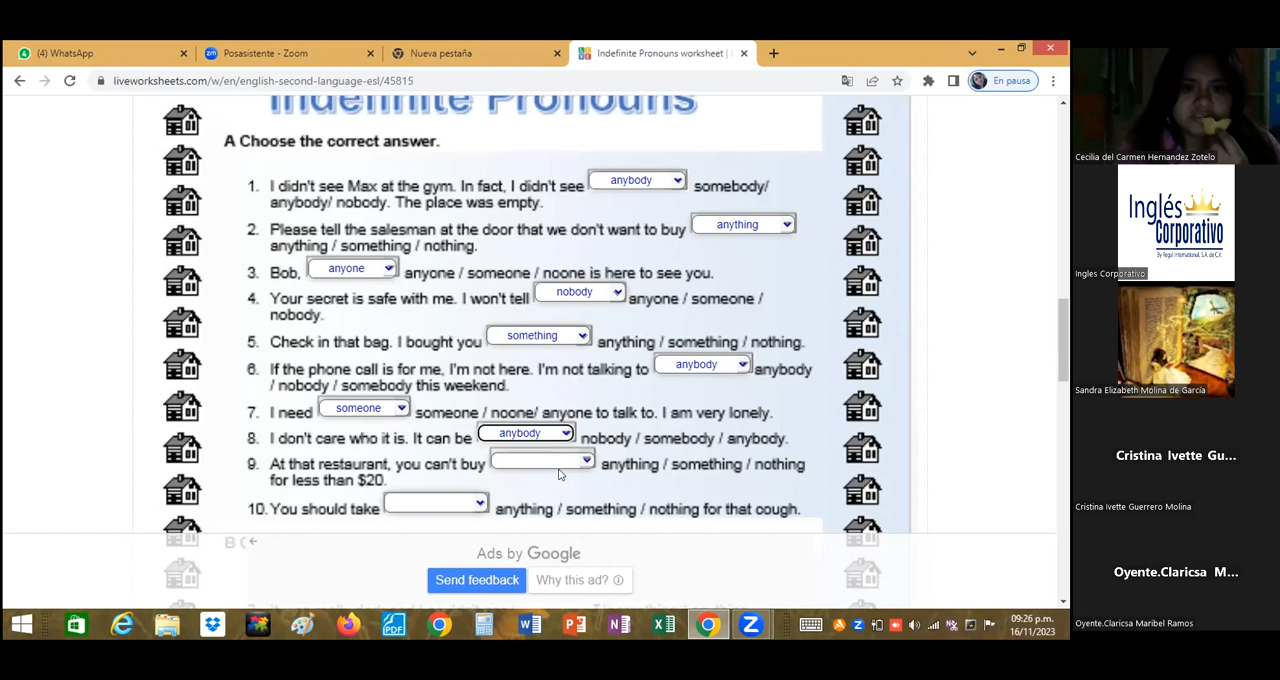 (4) WhatsApp
Posasistente - Zoom
Nueva pestaña
Indefinite Pronouns worksheet |
liveworksheets.com/w/en/english-second-language-esl/45815
En pausa
Indefinite Pronouns
A Choose the correct answer.
1. I didn't see Max at the gym. In fact, I didn't see anybody somebody/
anybody/ nobody. The place was empty.
2. Please tell the salesman at the door that we don't want to buy anything
anything / something / nothing.
3. Bob, anyone anyone / someone / noone is here to see you.
4. Your secret is safe with me. I won't tell nobody anyone / someone /
nobody.
5. Check in that bag. I bought you something anything / something / nothing.
6. If the phone call is for me, I'm not here. I'm not talking to anybody anybody
/ nobody / somebody this weekend.
7. I need someone someone / noone/ anyone to talk to. I am very lonely.
8. I don't care who it is. It can be anybody nobody / somebody / anybody.
9. At that restaurant, you can't buy anything / something / nothing
for less than $20.
10. You should take anything / something / nothing for that cough.
Ads by Google
Send feedback
Why this ad?
09:26 p.m.
16/11/2023
Cecilia del Carmen Hernandez Zotelo
Inglés
Corporativo
By Regal International, S.A. de C.V.
Ingles Corporativo
Sandra Elizabeth Molina de García
Cristina Ivette Gu...
Cristina Ivette Guerrero Molina
Oyente.Claricsa M...
Oyente.Claricsa Maribel Ramos